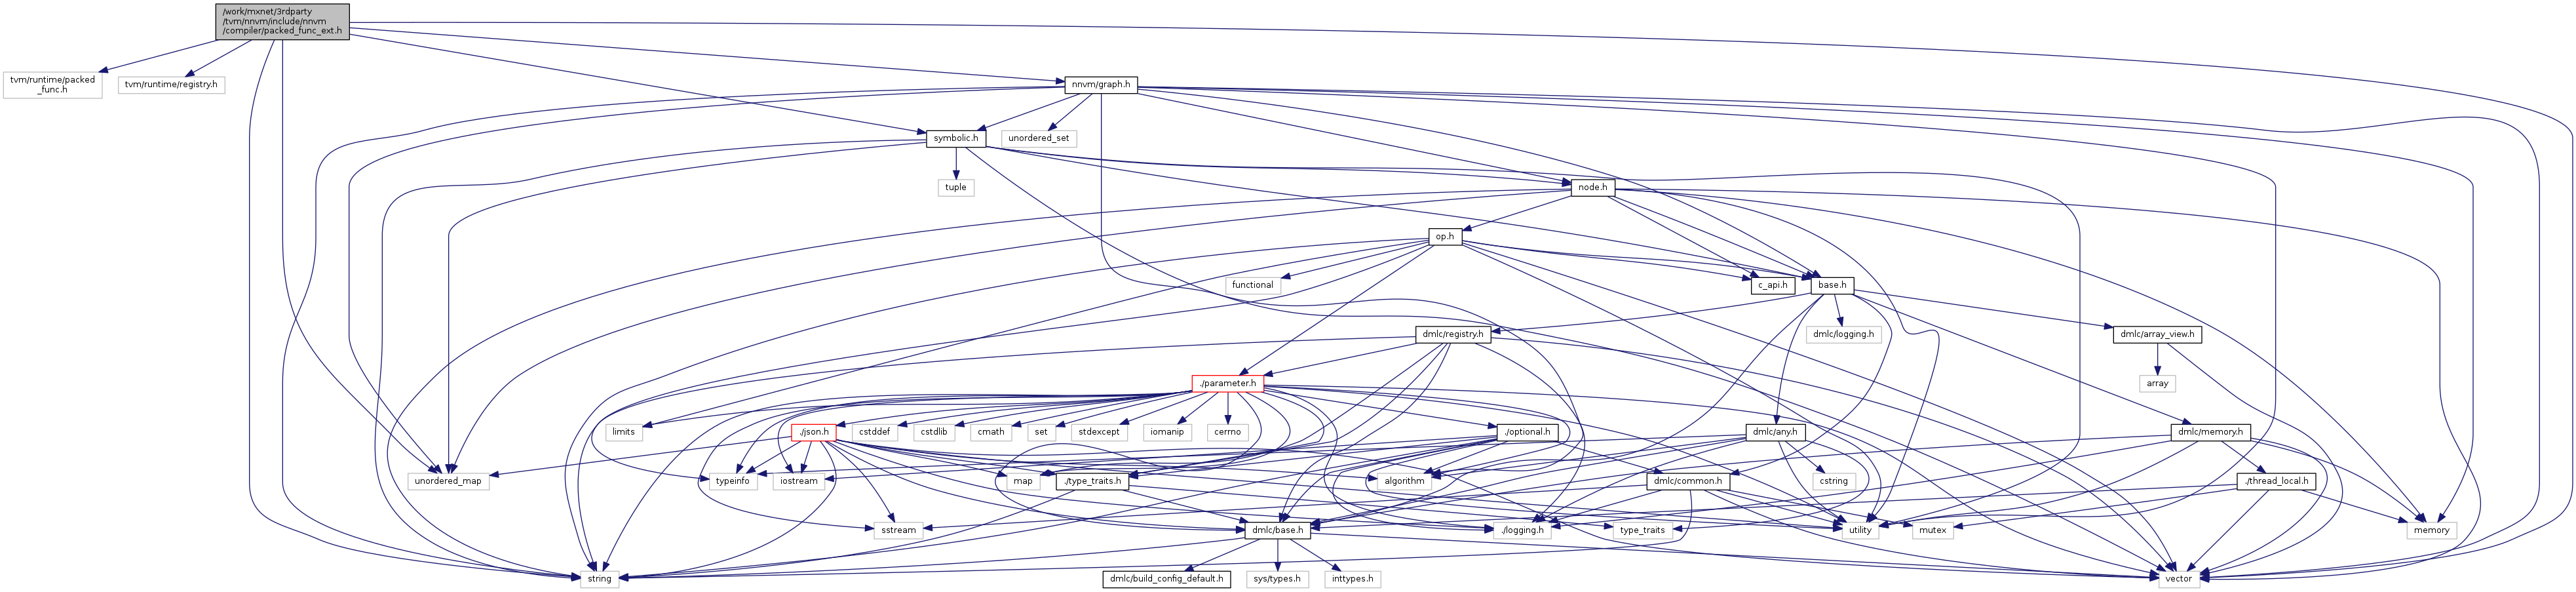 /work/mxnet/3rdparty
/tvm/nnvm/include/nnvm
/compiler/packed_func_ext.h
tvm/runtime/packed
_func.h
tvm/runtime/registry.h
nnvm/graph.h
symbolic.h
unordered_set
tuple
node.h
op.h
functional
c_api.h
base.h
dmlc/registry.h
dmlc/logging.h
dmlc/array_view.h
./parameter.h
array
limits
./json.h
cstddef
cstdlib
cmath
set
stdexcept
iomanip
cerrno
./optional.h
dmlc/any.h
dmlc/memory.h
unordered_map
typeinfo
iostream
map
./type_traits.h
algorithm
dmlc/common.h
cstring
./thread_local.h
sstream
dmlc/base.h
./logging.h
type_traits
utility
mutex
memory
string
dmlc/build_config_default.h
sys/types.h
inttypes.h
vector